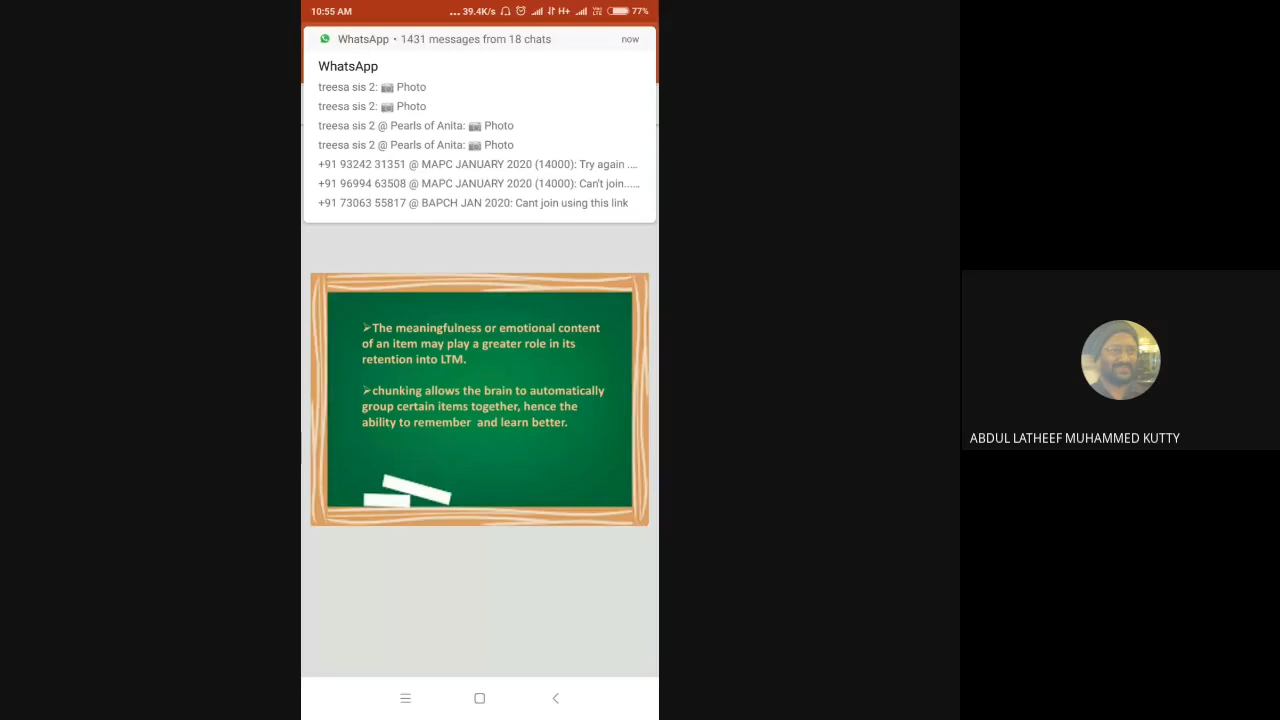 10:55 AM
... 39.4K/s H+ 77%
WhatsApp • 1431 messages from 18 chats now
WhatsApp
treesa sis 2: 📷 Photo
treesa sis 2: 📷 Photo
treesa sis 2 @ Pearls of Anita: 📷 Photo
treesa sis 2 @ Pearls of Anita: 📷 Photo
+91 93242 31351 @ MAPC JANUARY 2020 (14000): Try again ....
+91 96994 63508 @ MAPC JANUARY 2020 (14000): Can't join......
+91 73063 55817 @ BAPCH JAN 2020: Cant join using this link
➢The meaningfulness or emotional content
of an item may play a greater role in its
retention into LTM.
➢chunking allows the brain to automatically
group certain items together, hence the
ability to remember and learn better.
ABDUL LATHEEF MUHAMMED KUTTY